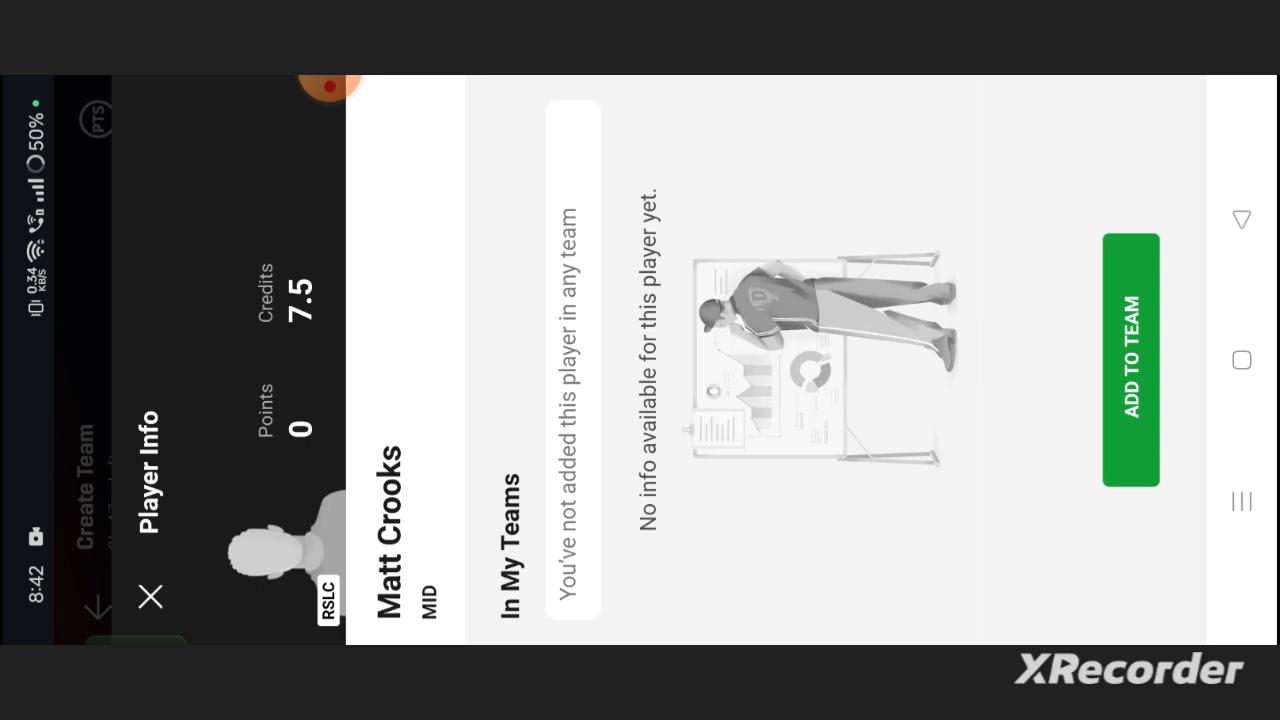 8:42
0.34
KB/S
50%
Create Team
PTS
Player Info
Points
Credits
0
7.5
RSLC
Matt Crooks
MID
In My Teams
You've not added this player in any team
No info available for this player yet.
ADD TO TEAM
XRecorder